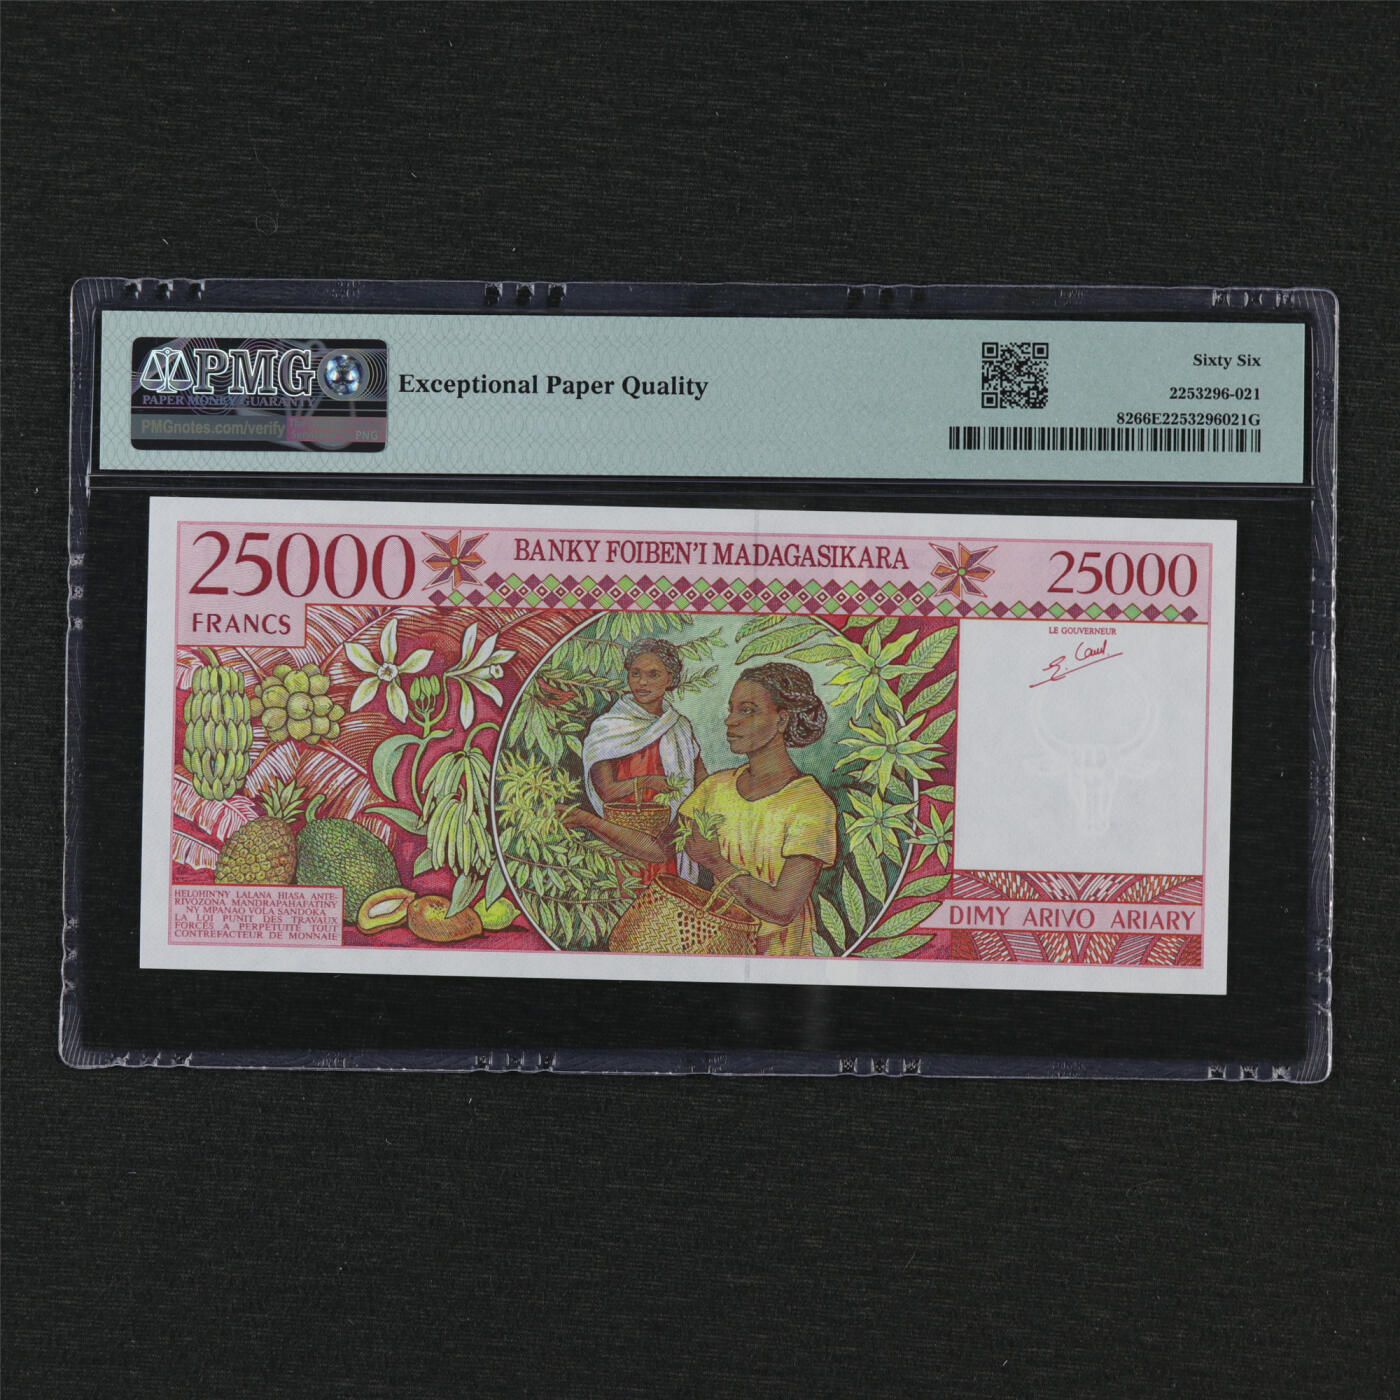 PMG
PAPER MONEY GUARANTY
PMGnotes.com/verify
PMG
Exceptional Paper Quality
Sixty Six
2253296-021
8266E2253296021G
25000
FRANCS
BANKY FOIBEN'I MADAGASIKARA
25000
LE GOUVERNEUR
HELOHIN'NY LALANA HIASA ANTE-
RIVOZONA MANDRAPAHAFATINY
NY MPANAO VOLA SANDOKA
LA LOI PUNIT DES TRAVAUX
FORCÉS A PERPÉTUITÉ TOUT
CONTREFACTEUR DE MONNAIE
DIMY ARIVO ARIARY